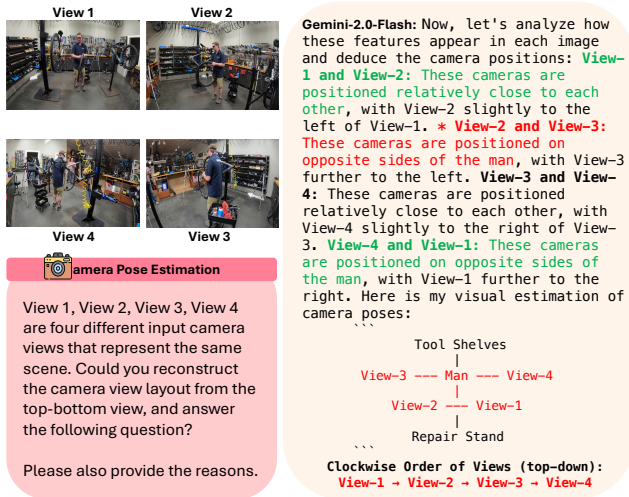 View 1
View 2
View 4
View 3
amera Pose Estimation
View 1, View 2, View 3, View 4
are four different input camera
views that represent the same
scene. Could you reconstruct
the camera view layout from the
top-bottom view, and answer
the following question?
Please also provide the reasons.
Gemini-2.0-Flash: Now, let's analyze how
these features appear in each image
and deduce the camera positions: View-
1 and View-2: These cameras are
positioned relatively close to each
other, with View-2 slightly to the
left of View-1. * View-2 and View-3:
These cameras are positioned on
opposite sides of the man, with View-3
further to the left. View-3 and View-
4: These cameras are positioned
relatively close to each other, with
View-4 slightly to the right of View-
3. View-4 and View-1: These cameras
are positioned on opposite sides of
the man, with View-1 further to the
right. Here is my visual estimation of
camera poses:
```
Tool Shelves
|
View-3 --- Man --- View-4
|
View-2 --- View-1
|
Repair Stand
```
Clockwise Order of Views (top-down):
View-1 → View-2 → View-3 → View-4